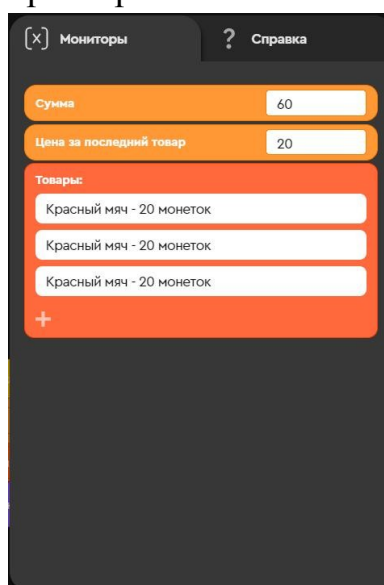 (x) Мониторы ? Справка
Сумма 60
Цена за последний товар 20
Товары:
Красный мяч - 20 монеток
Красный мяч - 20 монеток
Красный мяч - 20 монеток
+